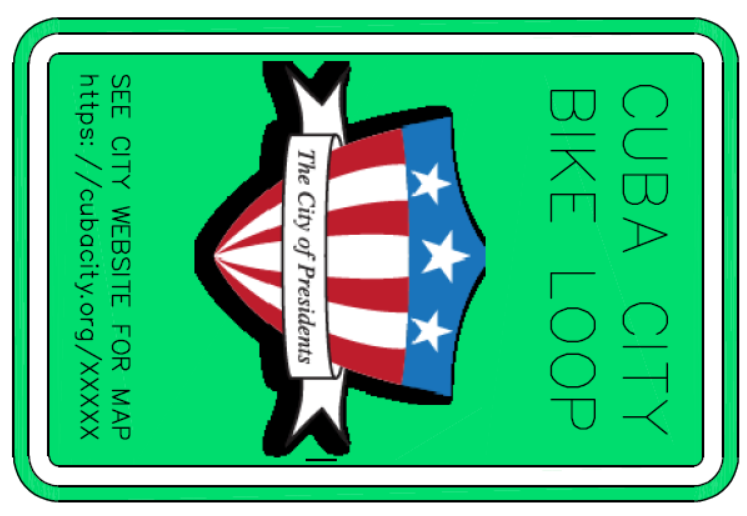 CUBA CITY
BIKE LOOP
The City of Presidents
SEE CITY WEBSITE FOR MAP
https://cubacity.org/XXXXX